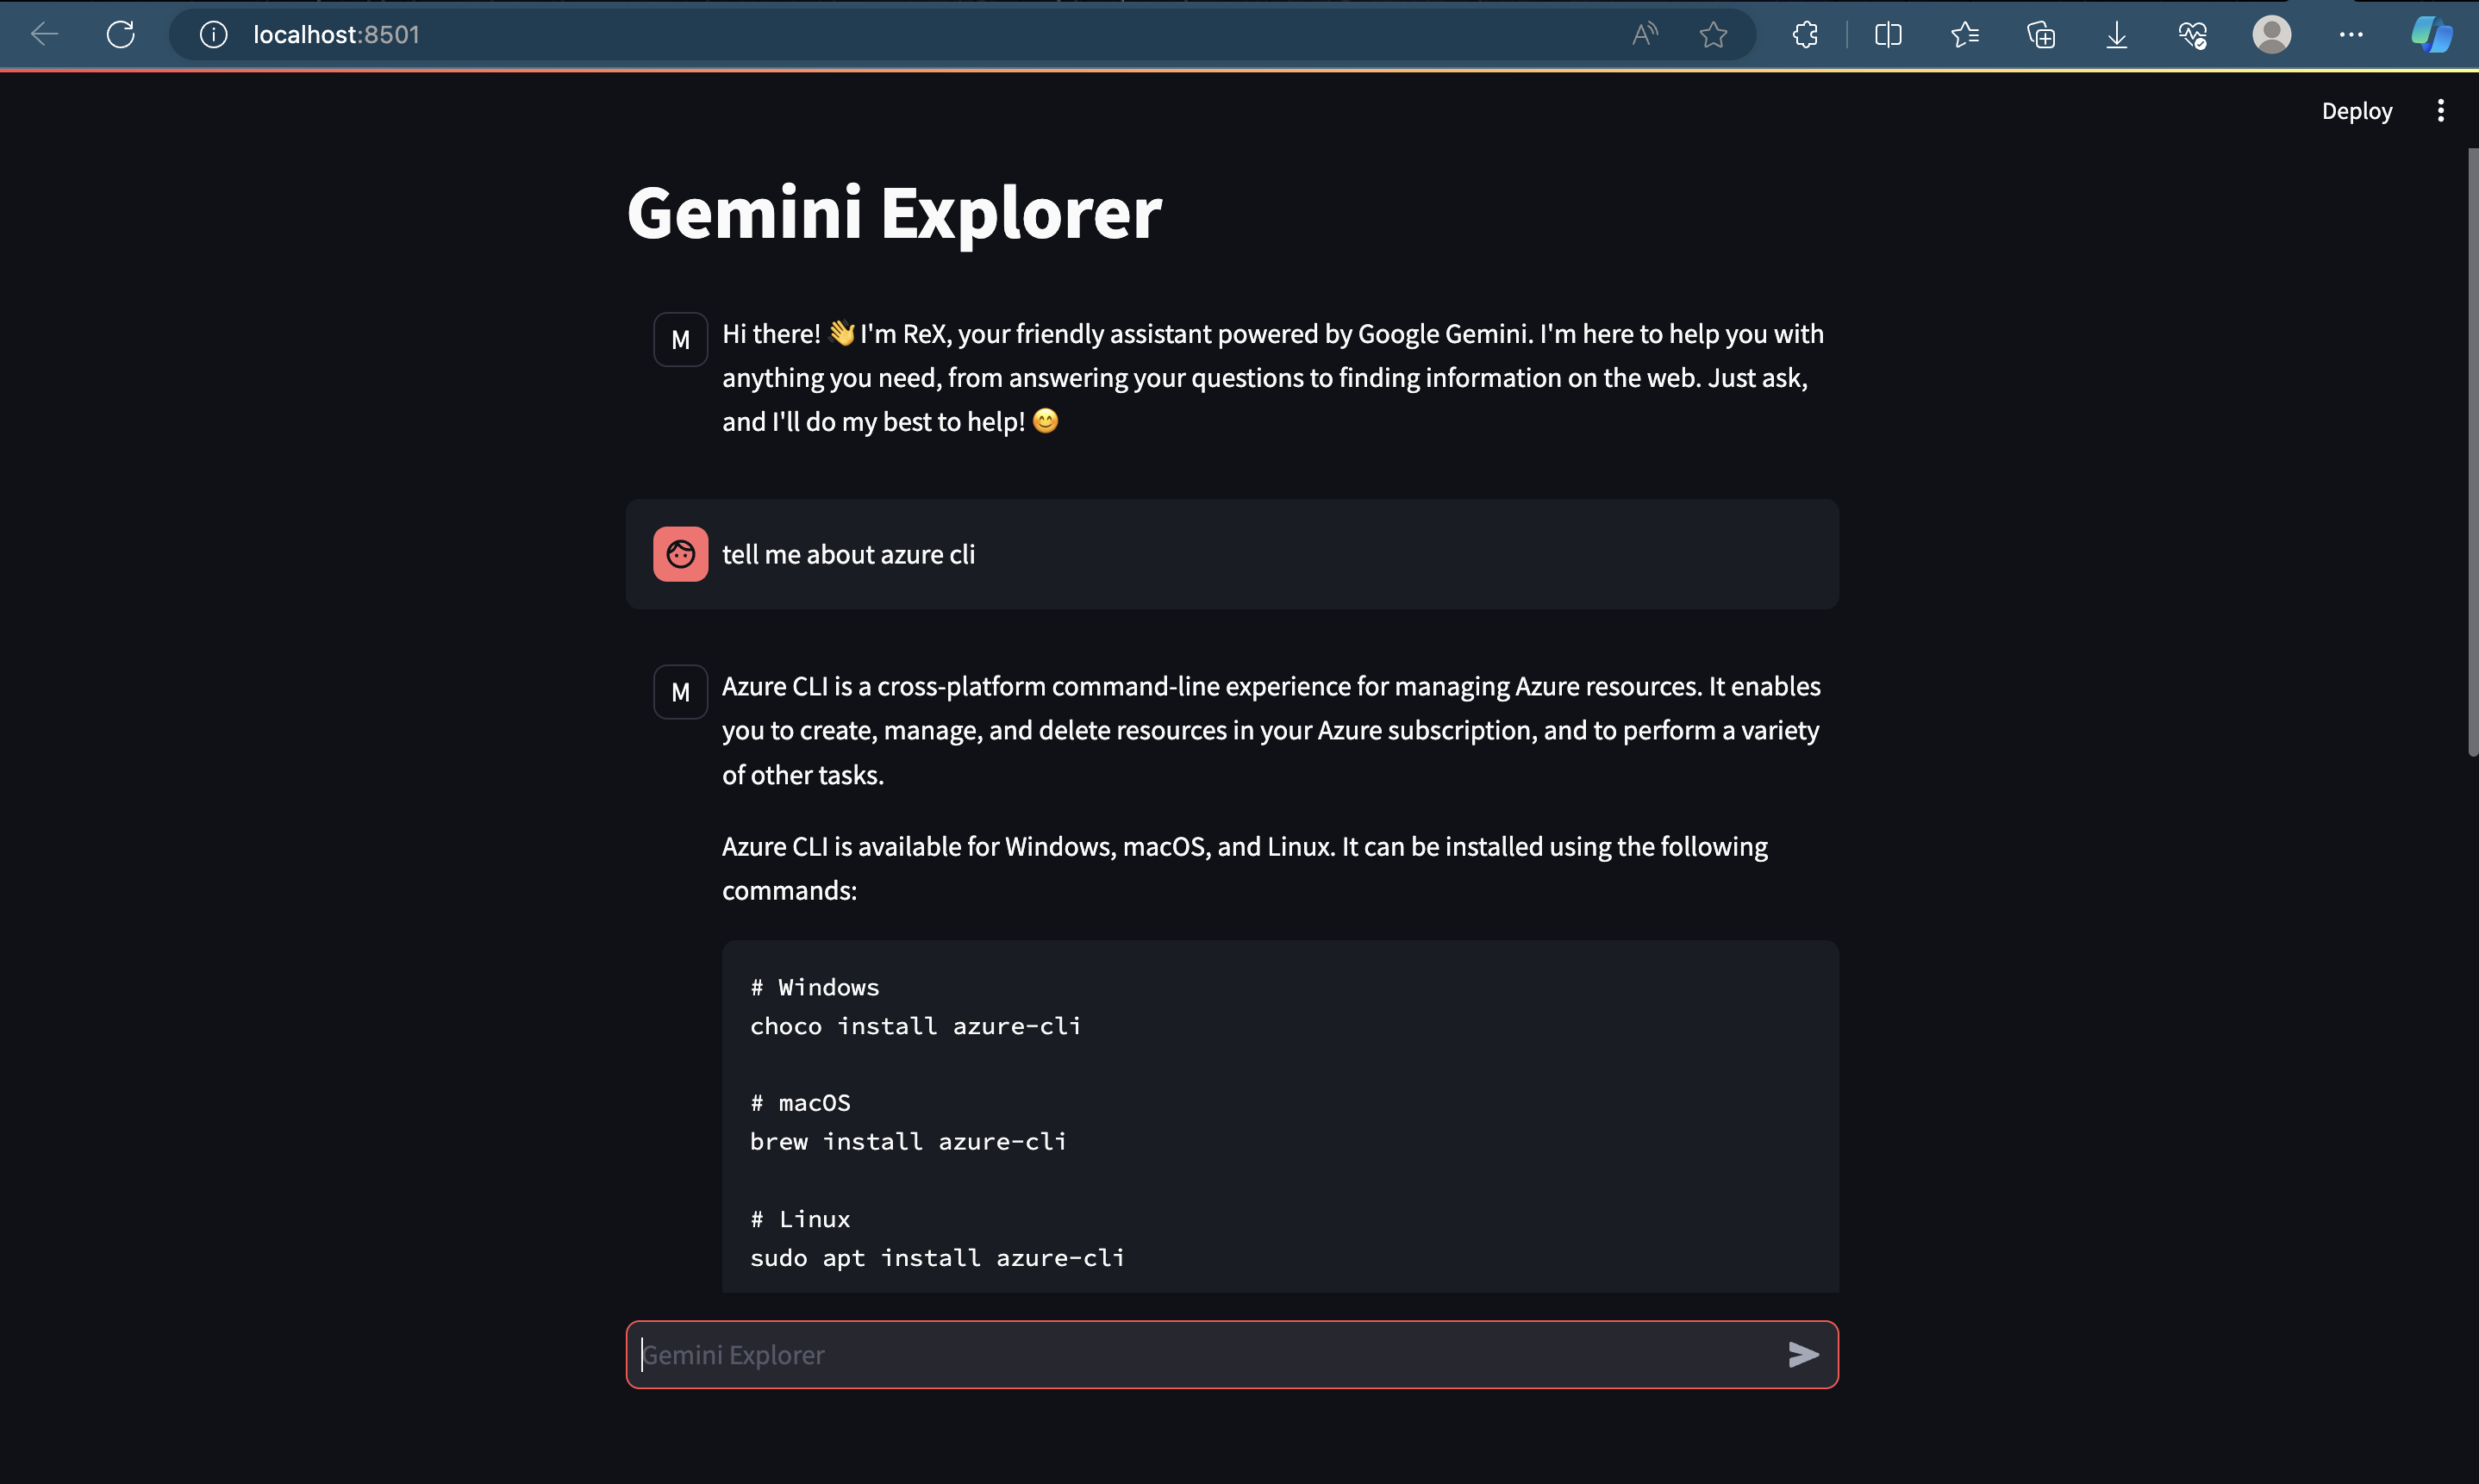 localhost:8501
Deploy
Gemini Explorer
M
Hi there! 👋 I'm ReX, your friendly assistant powered by Google Gemini. I'm here to help you with
anything you need, from answering your questions to finding information on the web. Just ask,
and I'll do my best to help! 😊
tell me about azure cli
M
Azure CLI is a cross-platform command-line experience for managing Azure resources. It enables
you to create, manage, and delete resources in your Azure subscription, and to perform a variety
of other tasks.
Azure CLI is available for Windows, macOS, and Linux. It can be installed using the following
commands:
# Windows
choco install azure-cli
# macOS
brew install azure-cli
# Linux
sudo apt install azure-cli
Gemini Explorer